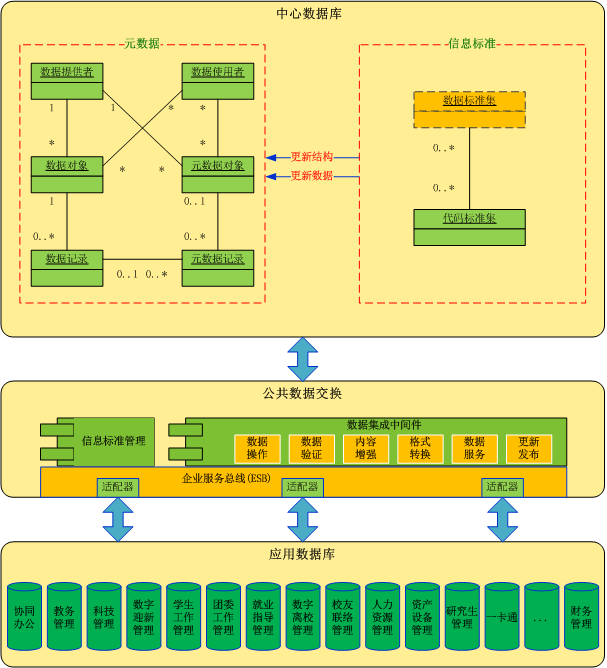 中心数据库
元数据
信息标准
数据提供者
数据使用者
数据标准集
1
1
*
*
0..*
*
*
更新结构
*
*
数据对象
元数据对象
更新数据
0..*
1
0..1
代码标准集
0..*
0..*
数据记录
元数据记录
0..1
0..*
公共数据交换
信息标准管理
数据集成中间件
数据
操作
数据
验证
内容
增强
格式
转换
数据
服务
更新
发布
企业服务总线(ESB)
适配器
适配器
适配器
应用数据库
协同
办公
教务
管理
科技
管理
数字
迎新
管理
学生
工作
管理
团委
工作
管理
就业
指导
管理
数字
离校
管理
校友
联络
管理
人力
资源
管理
资产
设备
管理
研究生
管理
一卡通
...
财务
管理